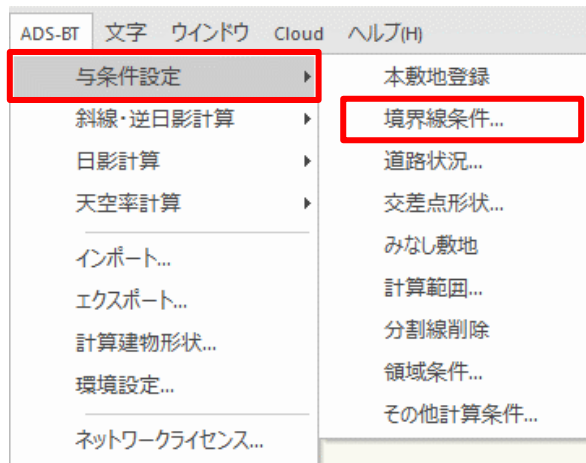 ADS-BT 文字 ウインドウ Cloud ヘルプ(H)
与条件設定
斜線・逆日影計算
日影計算
天空率計算
インポート...
エクスポート...
計算建物形状...
環境設定...
ネットワークライセンス...
本敷地登録
境界線条件...
道路状況...
交差点形状...
みなし敷地
計算範囲...
分割線削除
領域条件...
その他計算条件...